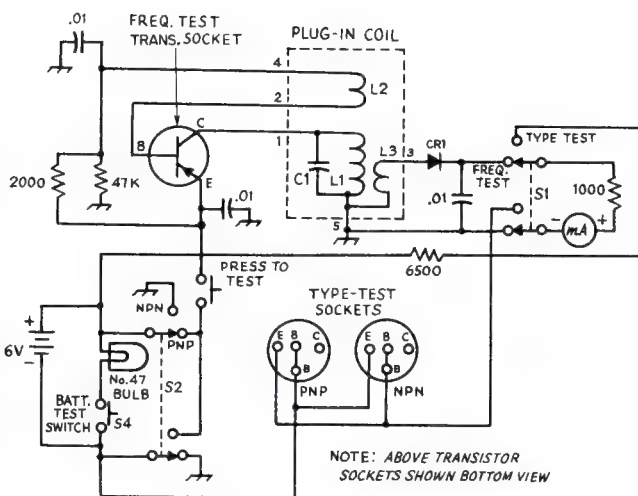 FREQ. TEST
TRANS. SOCKET
PLUG-IN COIL
.01
4
2
L2
C
B
E
1
3
L3
C1
L1
5
CR1
TYPE TEST
FREQ.
TEST
S1
.01
1000
- mA +
2000
47K
.01
6500
PRESS TO
TEST
NPN
PNP
TYPE-TEST
SOCKETS
E B C
B
PNP
E B C
B
NPN
+
6V
-
No. 47
BULB
S2
BATT.
TEST
SWITCH
S4
NOTE: ABOVE TRANSISTOR
SOCKETS SHOWN BOTTOM VIEW